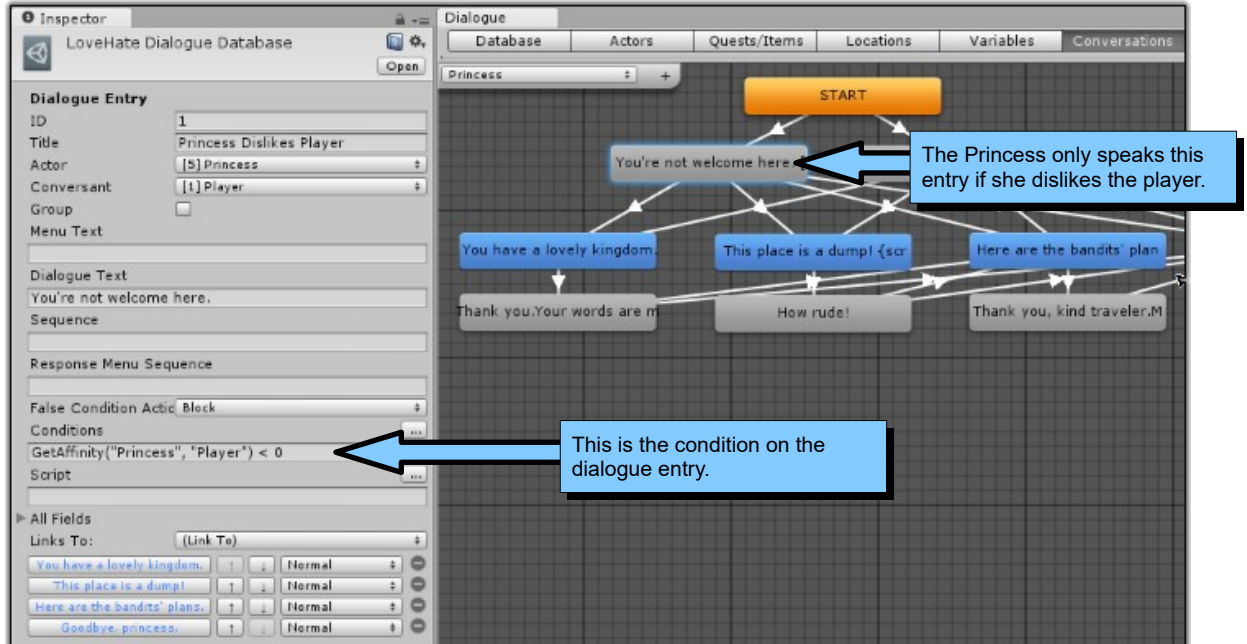 Inspector
LoveHate Dialogue Database
Open
Dialogue Entry
ID 1
Title Princess Dislikes Player
Actor [5] Princess
Conversant [1] Player
Group
Menu Text
Dialogue Text
You're not welcome here.
Sequence
Response Menu Sequence
False Condition Actic Block
Conditions ...
GetAffinity("Princess", "Player") < 0
Script ...
All Fields
Links To: (Link To)
You have a lovely kingdom. ↑ ↓ Normal
This place is a dump! ↑ ↓ Normal
Here are the bandits' plans. ↑ ↓ Normal
Goodbye, princess. ↑ ↓ Normal
Dialogue
Database Actors Quests/Items Locations Variables Conversations
Princess +
START
You're not welcome here. {
The Princess only speaks this
entry if she dislikes the player.
You have a lovely kingdom. This place is a dump! {scr Here are the bandits' plan
Thank you.Your words are m How rude! Thank you, kind traveler.M
This is the condition on the
dialogue entry.